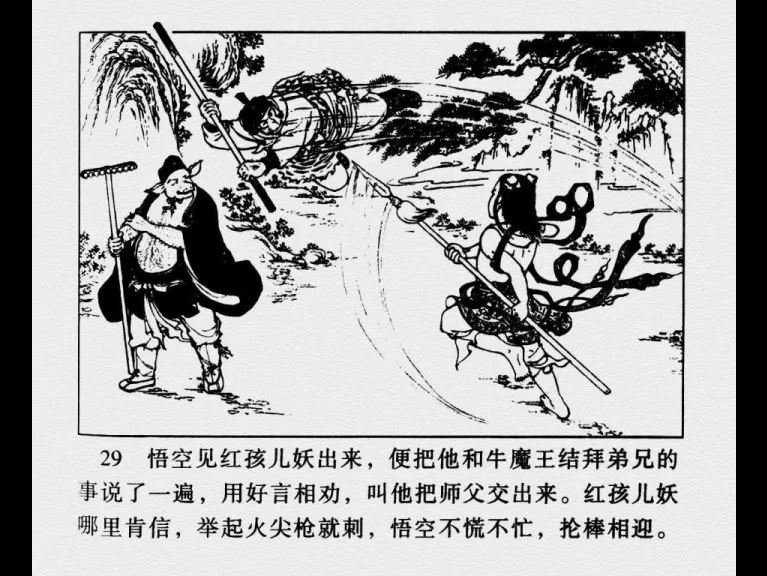 29 悟空见红孩儿妖出来，便把他和牛魔王结拜弟兄的
事说了一遍，用好言相劝，叫他把师父交出来。红孩儿妖
哪里肯信，举起火尖枪就刺，悟空不慌不忙，抡棒相迎。